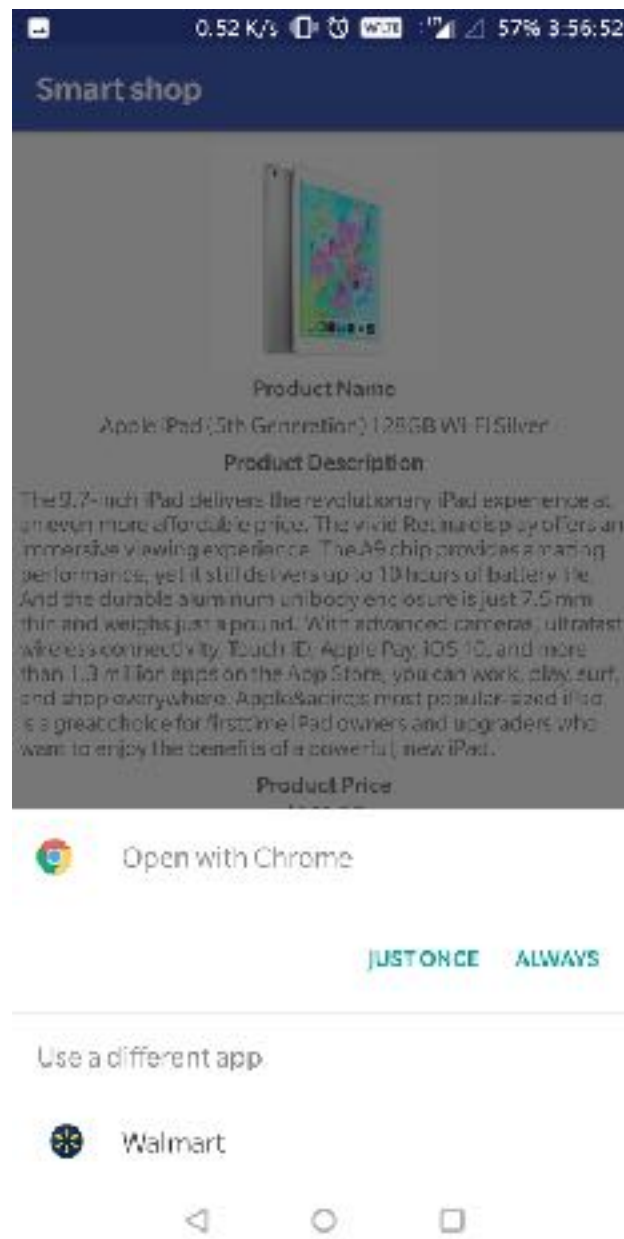 0.52 K/s 57% 3:56:52
Smart shop
Product Name
Apple iPad (5th Generation) 128GB Wi-Fi Silver
Product Description
The 9.7-inch iPad delivers the revolutionary iPad experience at
an even more affordable price. The vivid Retina display offers an
immersive viewing experience. The A9 chip provides amazing
performance, yet it still delivers up to 10 hours of battery life.
And the durable aluminum unibody enclosure is just 7.5 mm
thin and weighs just a pound. With advanced cameras, ultrafast
wireless connectivity, Touch ID, Apple Pay, iOS 10, and more
than 1.3 million apps on the App Store, you can work, play, surf,
and shop everywhere. most popular-sized iPad
is a great choice for firsttime iPad owners and upgraders who
want to enjoy the benefits of a powerful, new iPad.
Product Price
Open with Chrome
JUST ONCE ALWAYS
Use a different app
Walmart